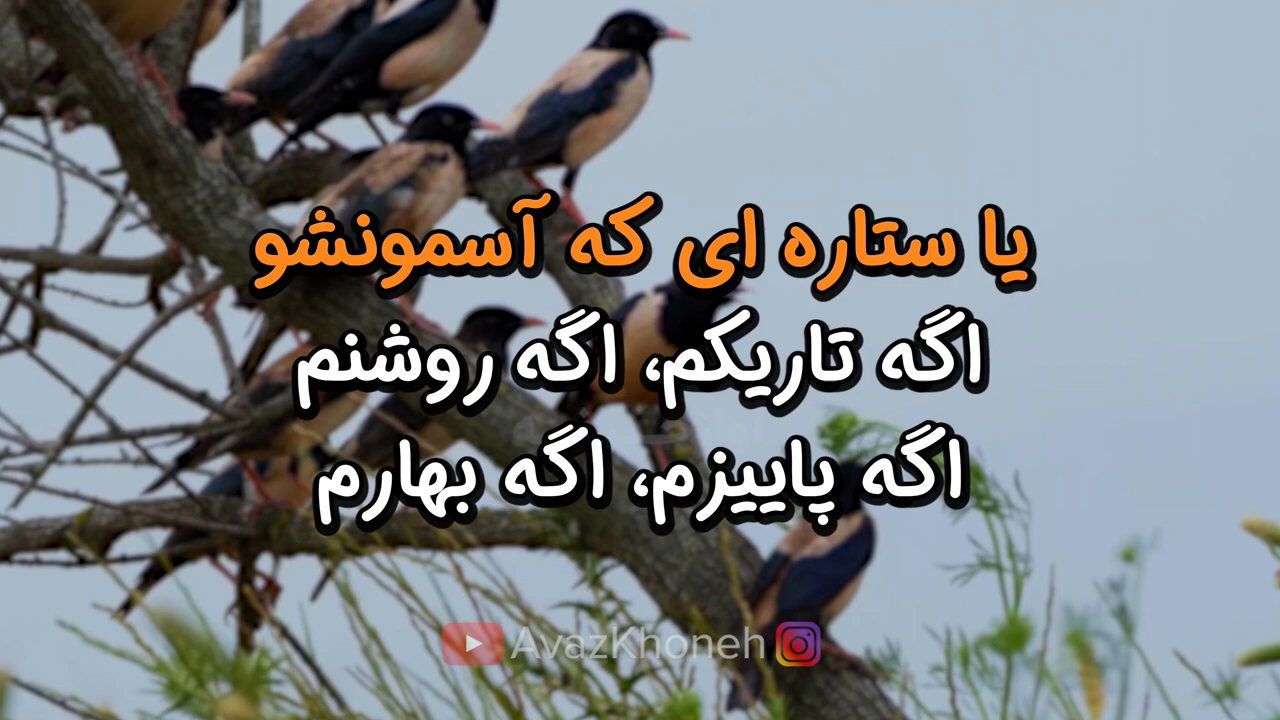 یا ستاره ای که آسمونشو
اگه تاریکم، اگه روشنم
اگه پاییزم، اگه بهارم
AvazKhoneh